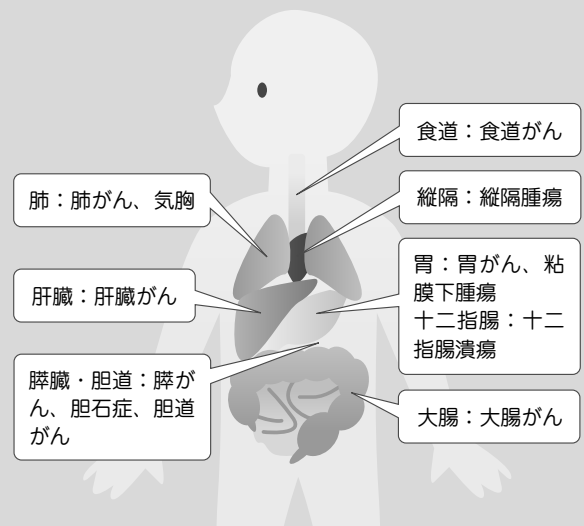 食道：食道がん
肺：肺がん、気胸
縦隔：縦隔腫瘍
胃：胃がん、粘
膜下腫瘍
十二指腸：十二
指腸潰瘍
肝臓：肝臓がん
膵臓・胆道：膵が
ん、胆石症、胆道
がん
大腸：大腸がん